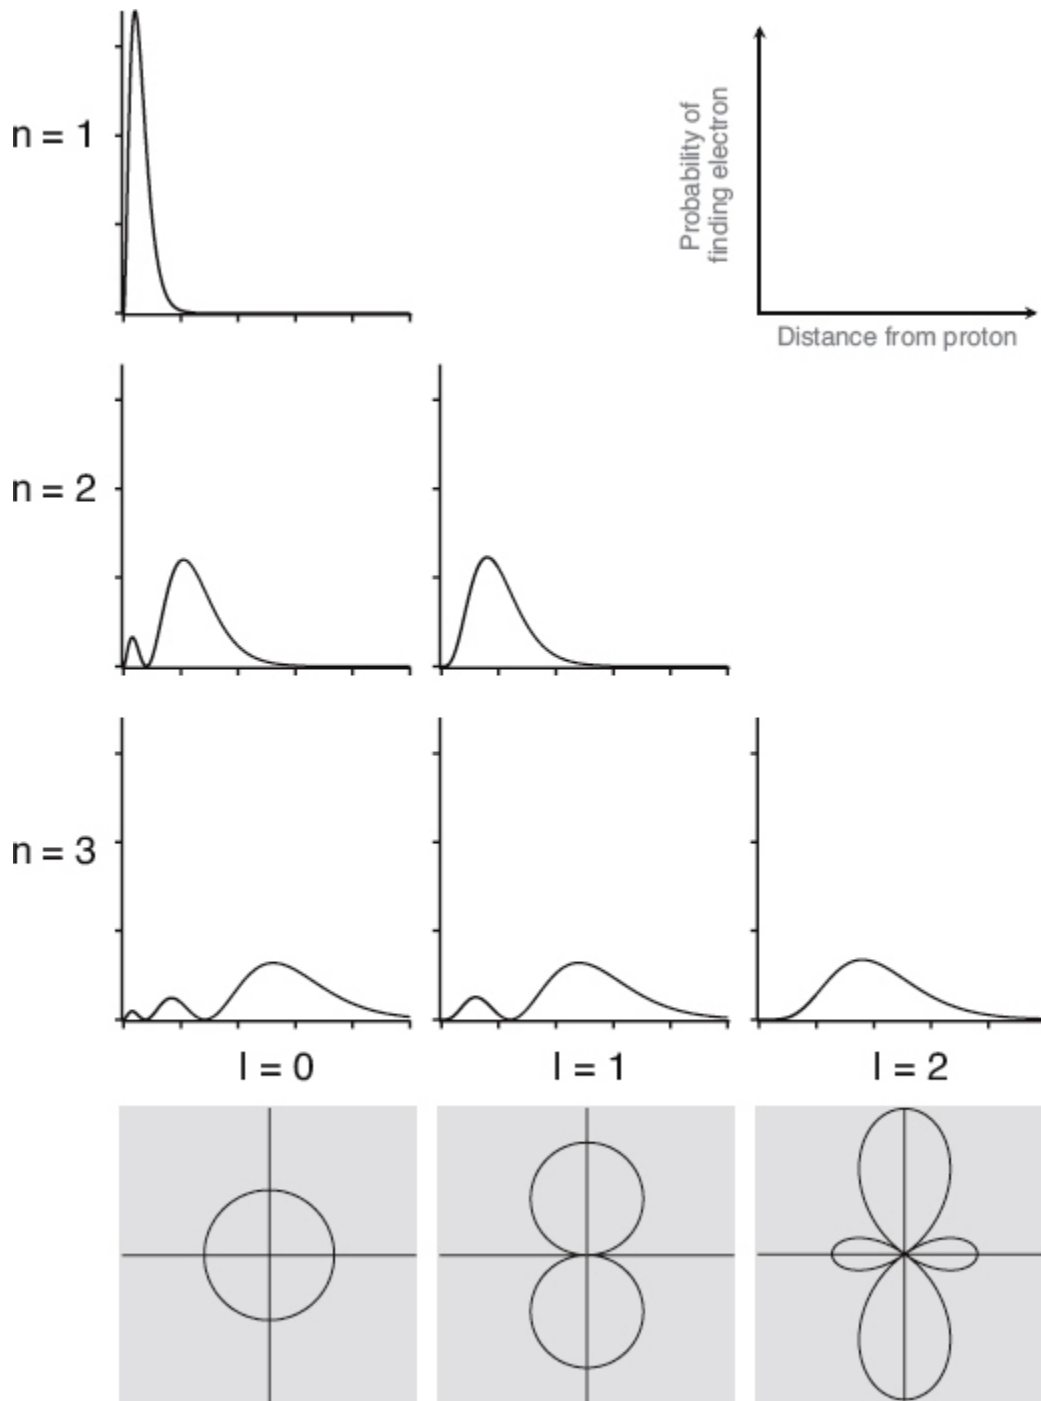 n = 1
Probability of
finding electron
Distance from proton
n = 2
n = 3
l = 0
l = 1
l = 2